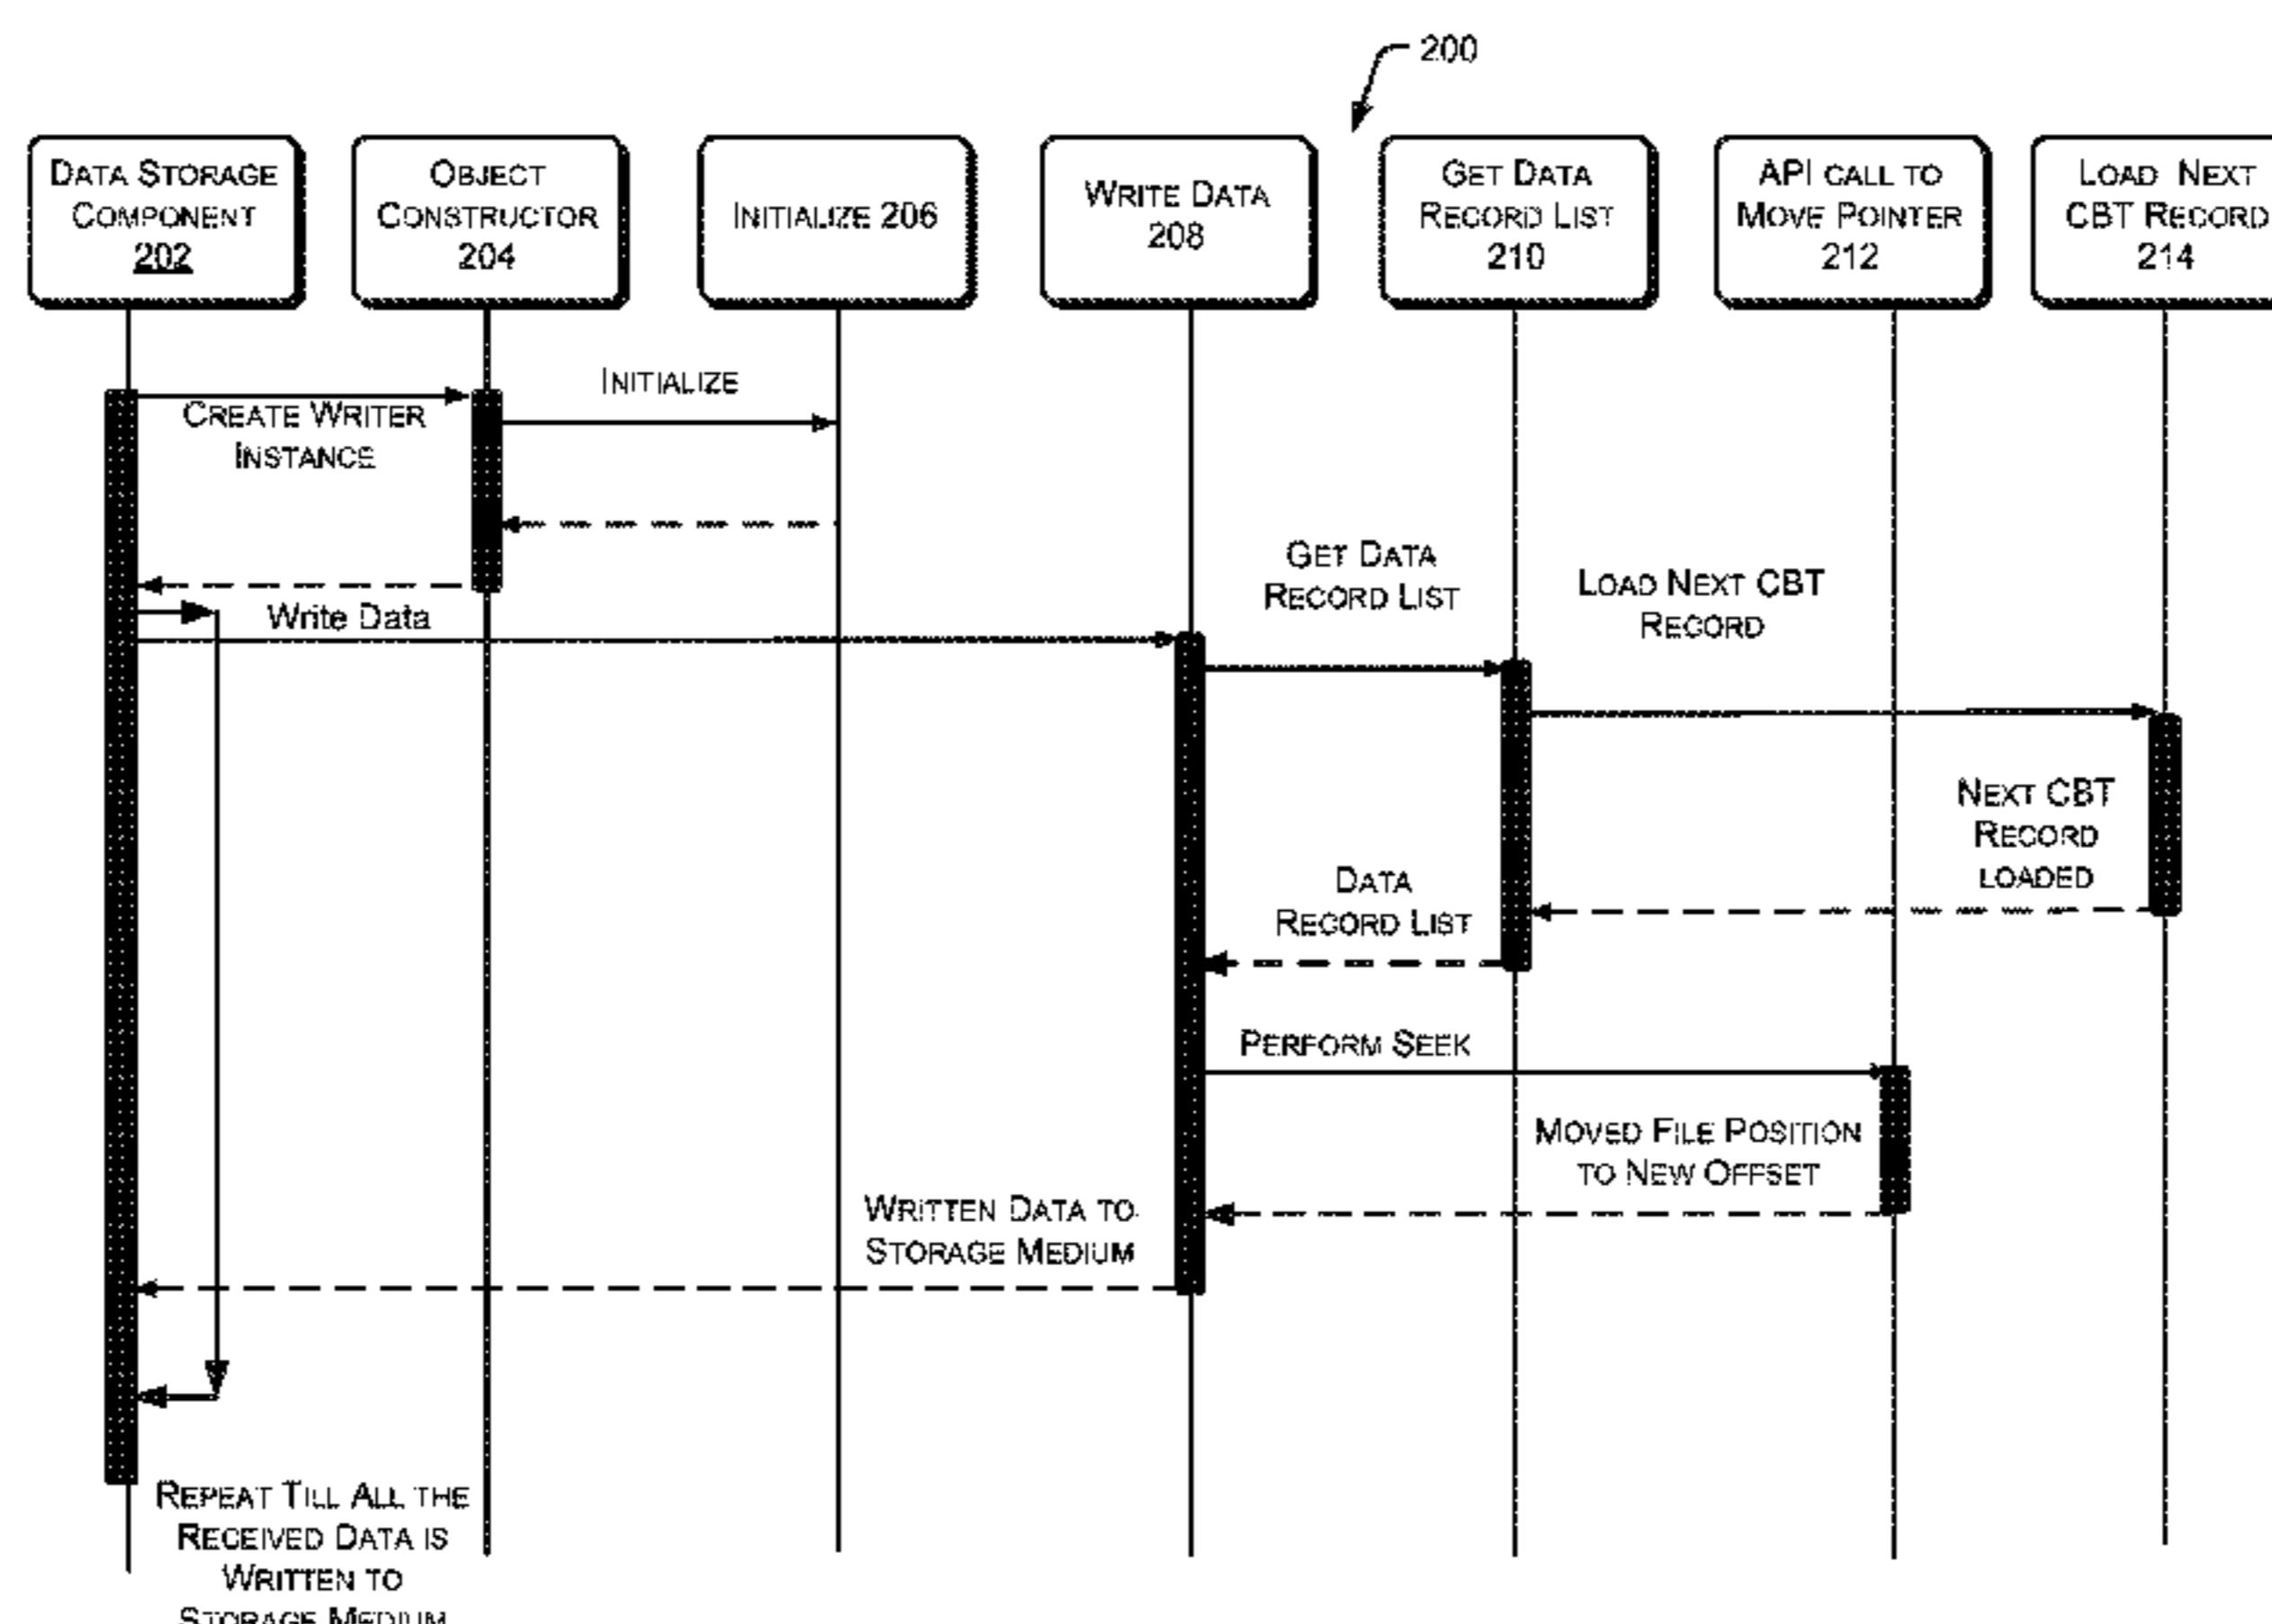 200
DATA STORAGE
COMPONENT
202
OBJECT
CONSTRUCTOR
204
INITIALIZE 206
WRITE DATA
208
GET DATA
RECORD LIST
210
API CALL TO
MOVE POINTER
212
LOAD NEXT
CBT RECORD
214
INITIALIZE
CREATE WRITER
INSTANCE
GET DATA
RECORD LIST
LOAD NEXT CBT
RECORD
Write Data
NEXT CBT
RECORD
LOADED
DATA
RECORD LIST
PERFORM SEEK
MOVED FILE POSITION
TO NEW OFFSET
WRITTEN DATA TO
STORAGE MEDIUM
REPEAT TILL ALL THE
RECEIVED DATA IS
WRITTEN TO
STORAGE MEDIUM